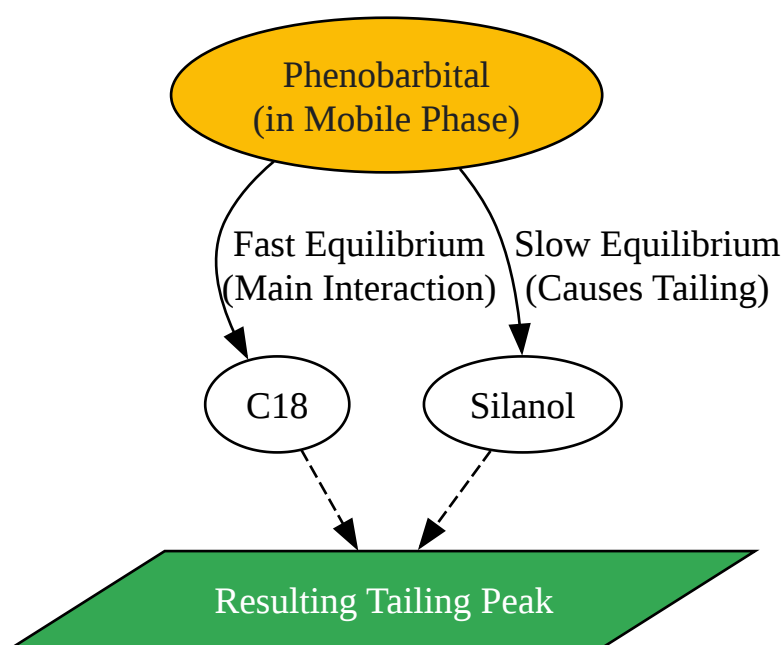 Phenobarbital
(in Mobile Phase)
Fast Equilibrium
(Main Interaction)
Slow Equilibrium
(Causes Tailing)
C18
Silanol
Resulting Tailing Peak